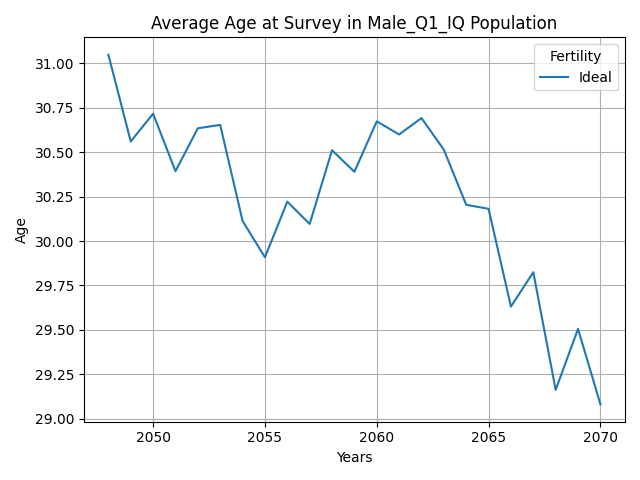 Average Age at Survey in Male_Q1_IQ Population
Fertility
Ideal
31.00
30.75
30.50
30.25
30.00
29.75
29.50
29.25
29.00
Age
2050 2055 2060 2065 2070
Years